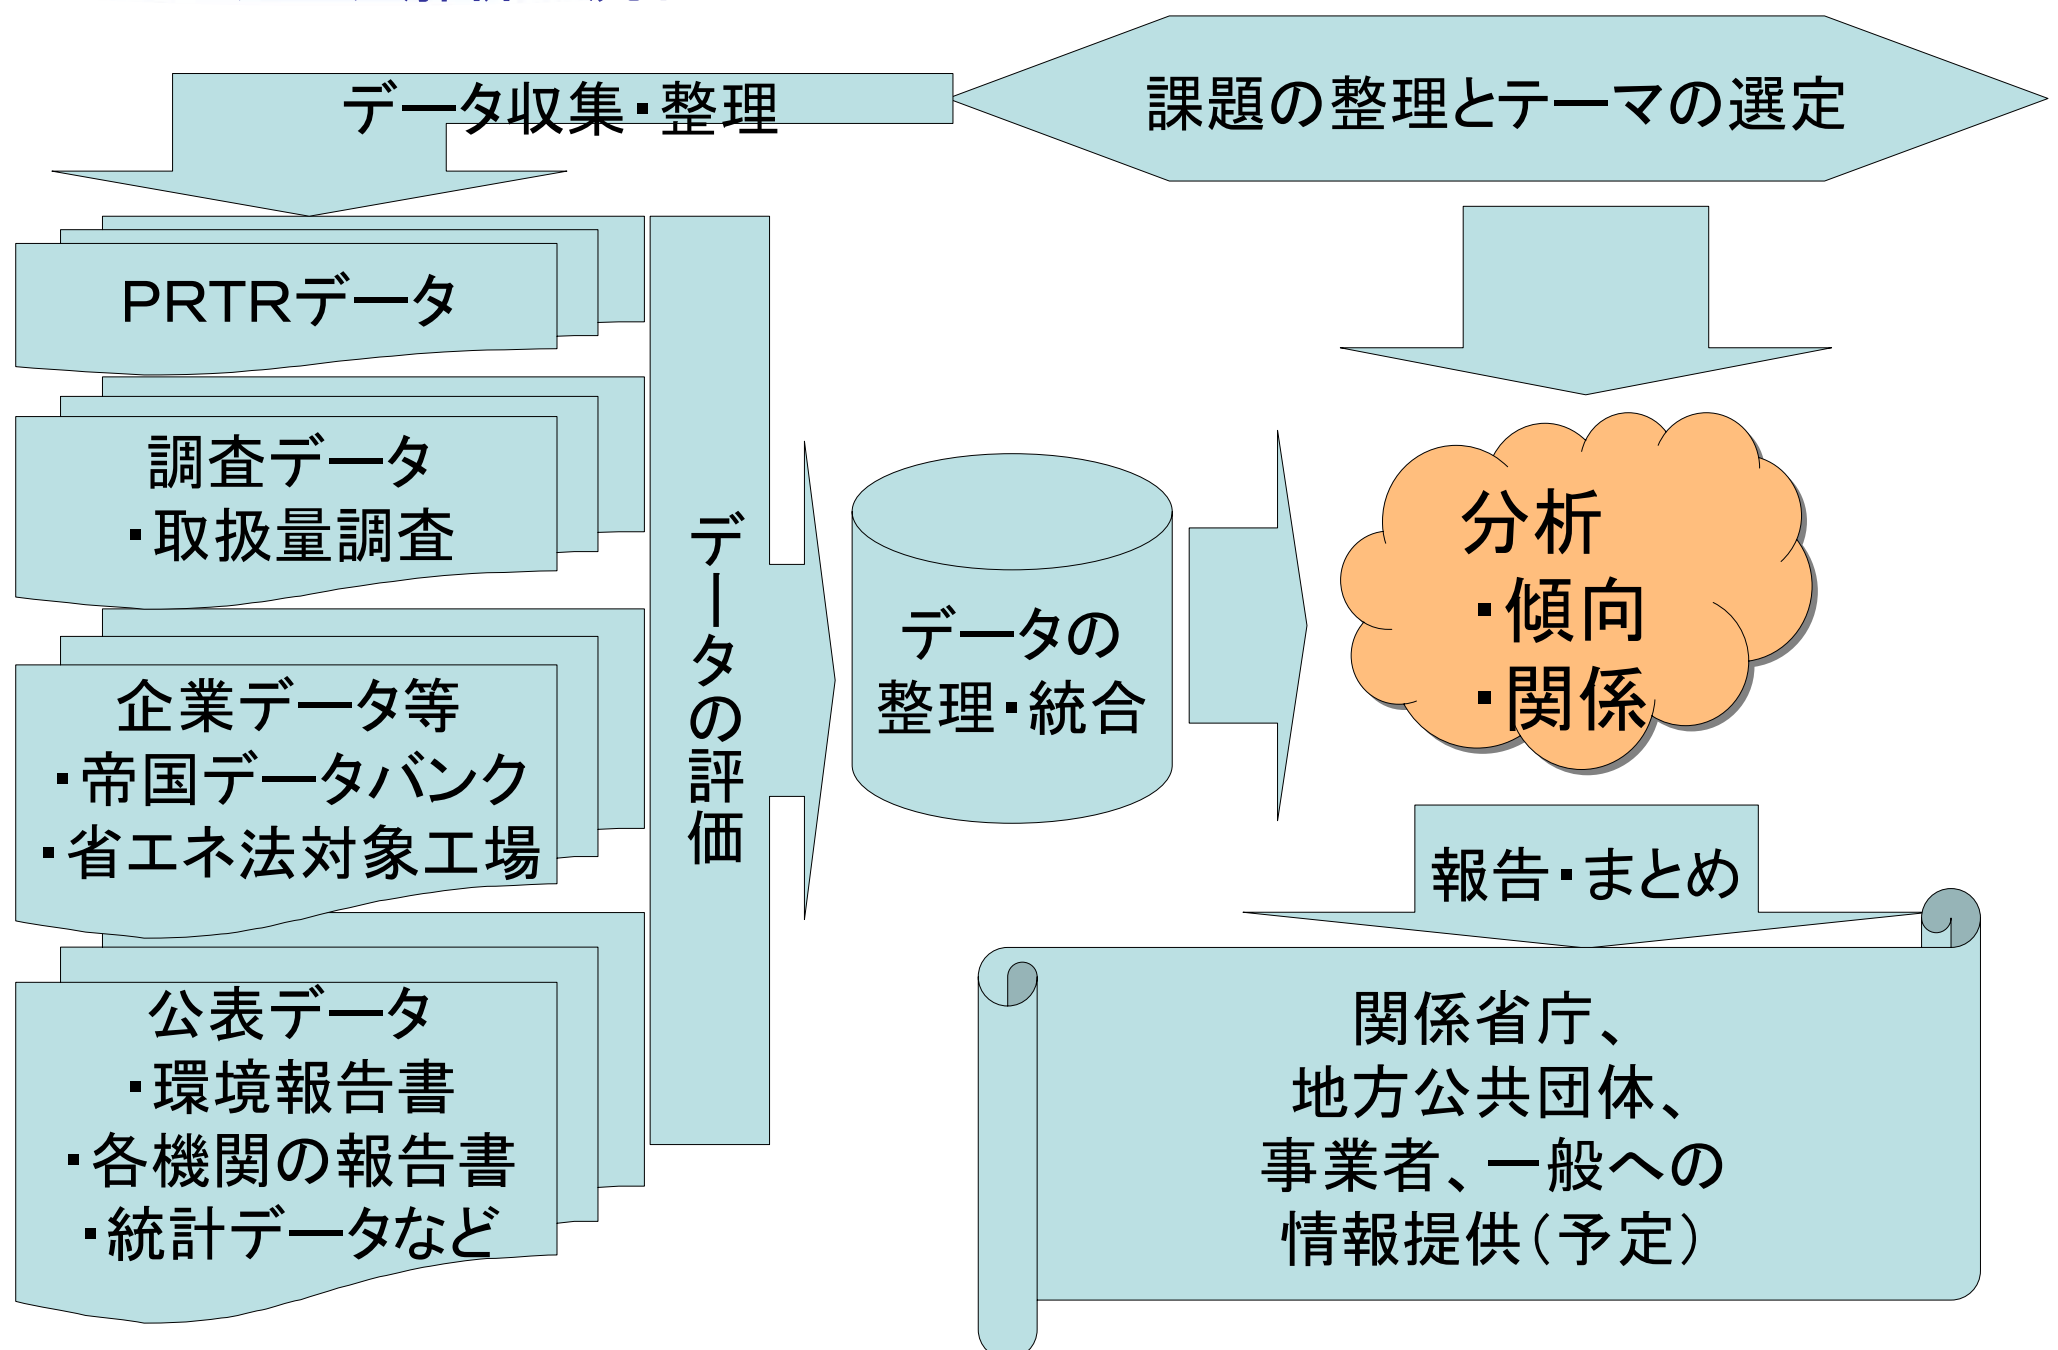 課題の整理とテーマの選定
データ収集・整理
PRTRデータ
調査データ
・取扱量調査
企業データ等
・帝国データバンク
・省エネ法対象工場
公表データ
・環境報告書
・各機関の報告書
・統計データなど
データの評価
データの
整理・統合
分析
・傾向
・関係
報告・まとめ
関係省庁、
地方公共団体、
事業者、一般への
情報提供（予定）